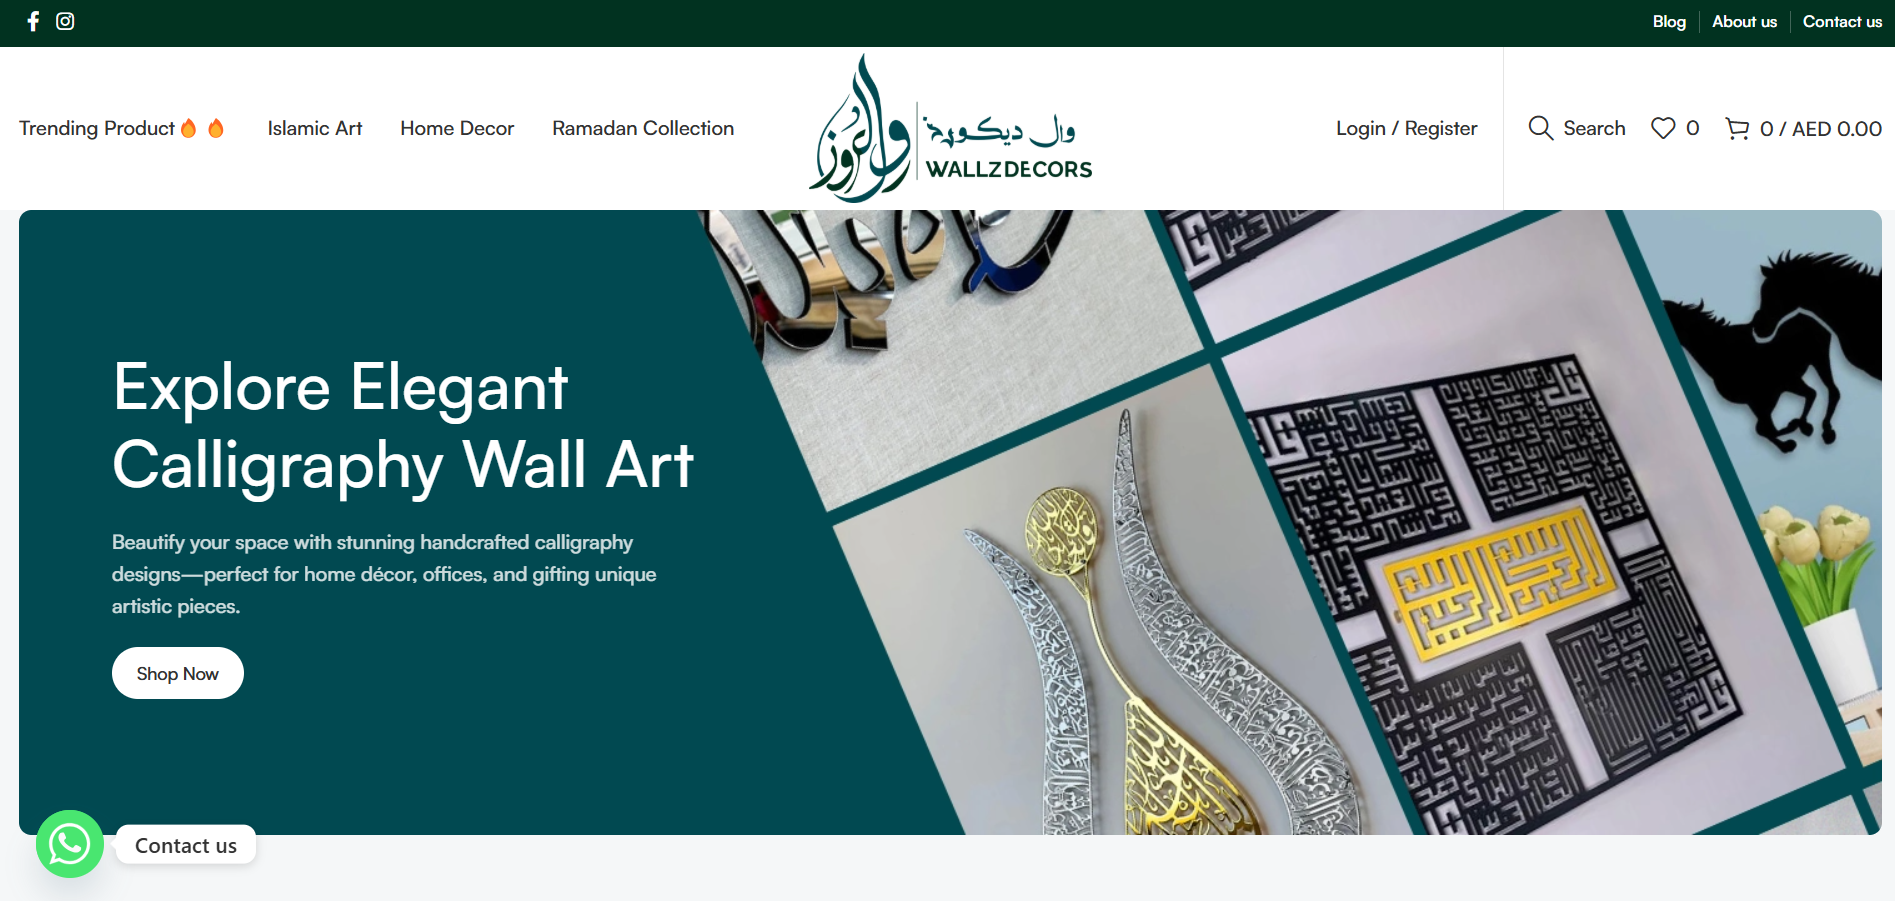 Blog
About us
Contact us
Trending Product🔥 🔥
Islamic Art
Home Decor
Ramadan Collection
وال ديكورز
WALLZDECORS
Login / Register
Search
0
0 / AED 0.00
Explore Elegant
Calligraphy Wall Art
Beautify your space with stunning handcrafted calligraphy
designs—perfect for home décor, offices, and gifting unique
artistic pieces.
Shop Now
Contact us